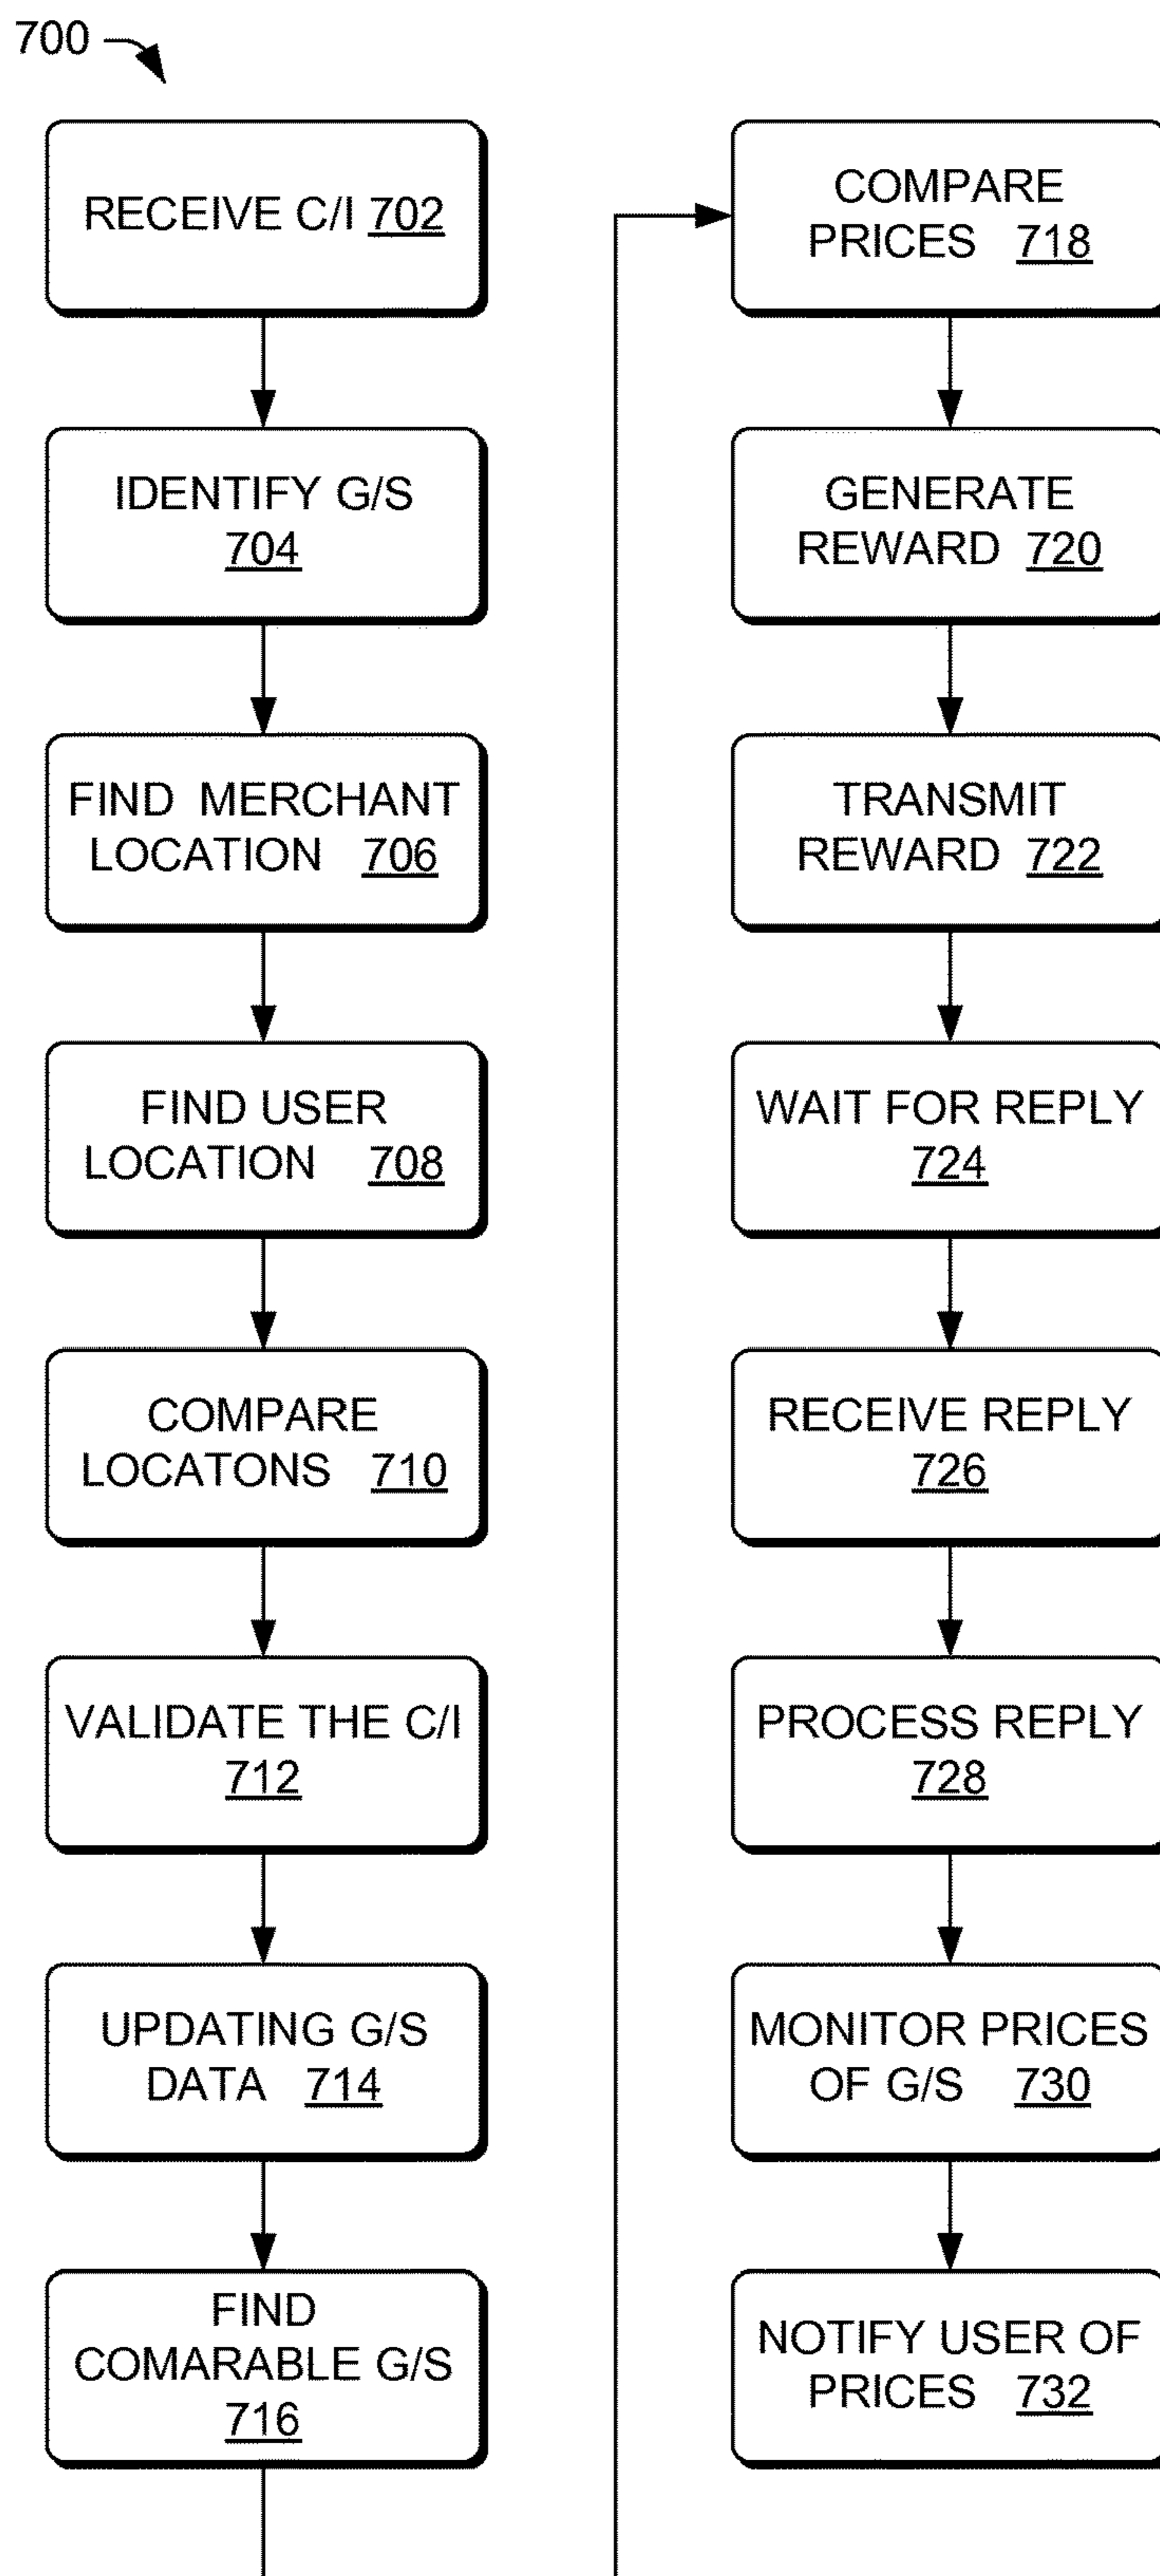 700
RECEIVE C/I 702
IDENTIFY G/S
704
FIND MERCHANT
LOCATION 706
FIND USER
LOCATION 708
COMPARE
LOCATONS 710
VALIDATE THE C/I
712
UPDATING G/S
DATA 714
FIND
COMARABLE G/S
716
COMPARE
PRICES 718
GENERATE
REWARD 720
TRANSMIT
REWARD 722
WAIT FOR REPLY
724
RECEIVE REPLY
726
PROCESS REPLY
728
MONITOR PRICES
OF G/S 730
NOTIFY USER OF
PRICES 732